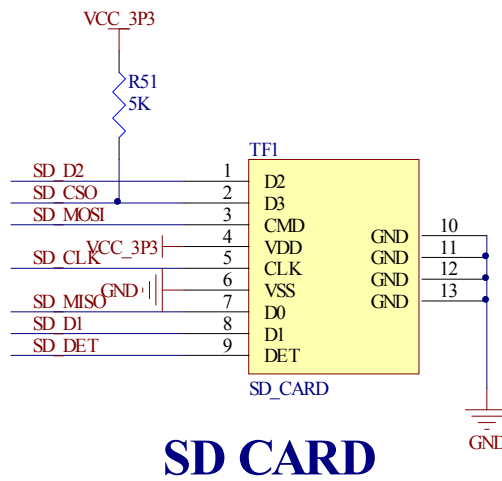 VCC_3P3
R51
5K
TF1
SD_D2 1 D2
SD_CSO 2 D3
SD_MOSI 3 CMD
VCC_3P3 4 VDD
SD_CLK 5 CLK
GND 6 VSS
SD_MISO 7 D0
SD_D1 8 D1
SD_DET 9 DET
GND 10
GND 11
GND 12
GND 13
SD_CARD
GND
SD CARD